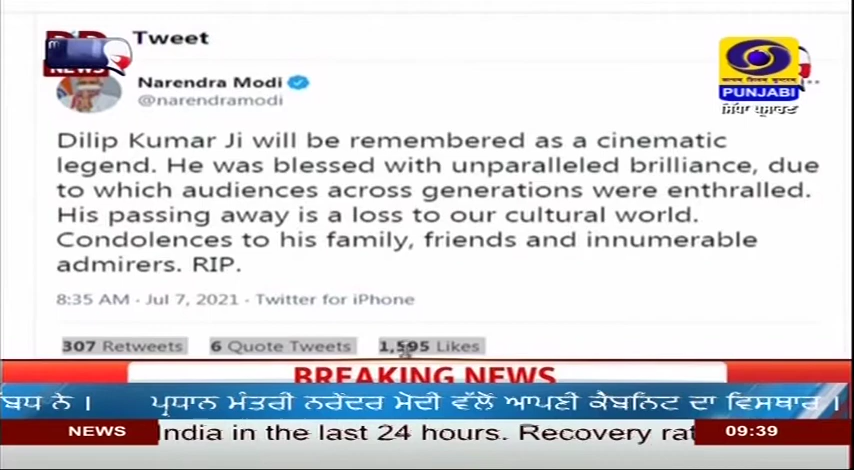 Tweet
NEWS
Narendra Modi
@narendramodi
PUNJABI
ਸਿੱਧਾ ਪ੍ਰਸਾਰਣ
Dilip Kumar Ji will be remembered as a cinematic
legend. He was blessed with unparalleled brilliance, due
to which audiences across generations were enthralled.
His passing away is a loss to our cultural world.
Condolences to his family, friends and innumerable
admirers. RIP.
8:35 AM · Jul 7, 2021 · Twitter for iPhone
307 Retweets 6 Quote Tweets 1,595 Likes
BREAKING NEWS
ਨੇ । ਪ੍ਰਧਾਨ ਮੰਤਰੀ ਨਰੇਂਦਰ ਮੋਦੀ ਵੱਲੋਂ ਆਪਣੀ ਕੈਬਨਿਟ ਦਾ ਵਿਸਥਾਰ ।
NEWS India in the last 24 hours. Recovery rat 09:39